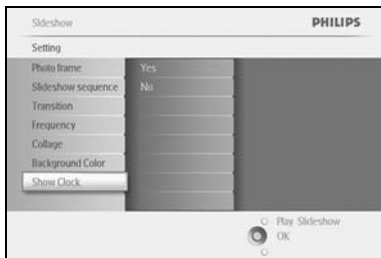 Slideshow PHILIPS
Setting
Photo frame Yes
Slideshow sequence No
Transition
Frequency
Collage
Background Color
Show Clock
Play Slideshow
OK